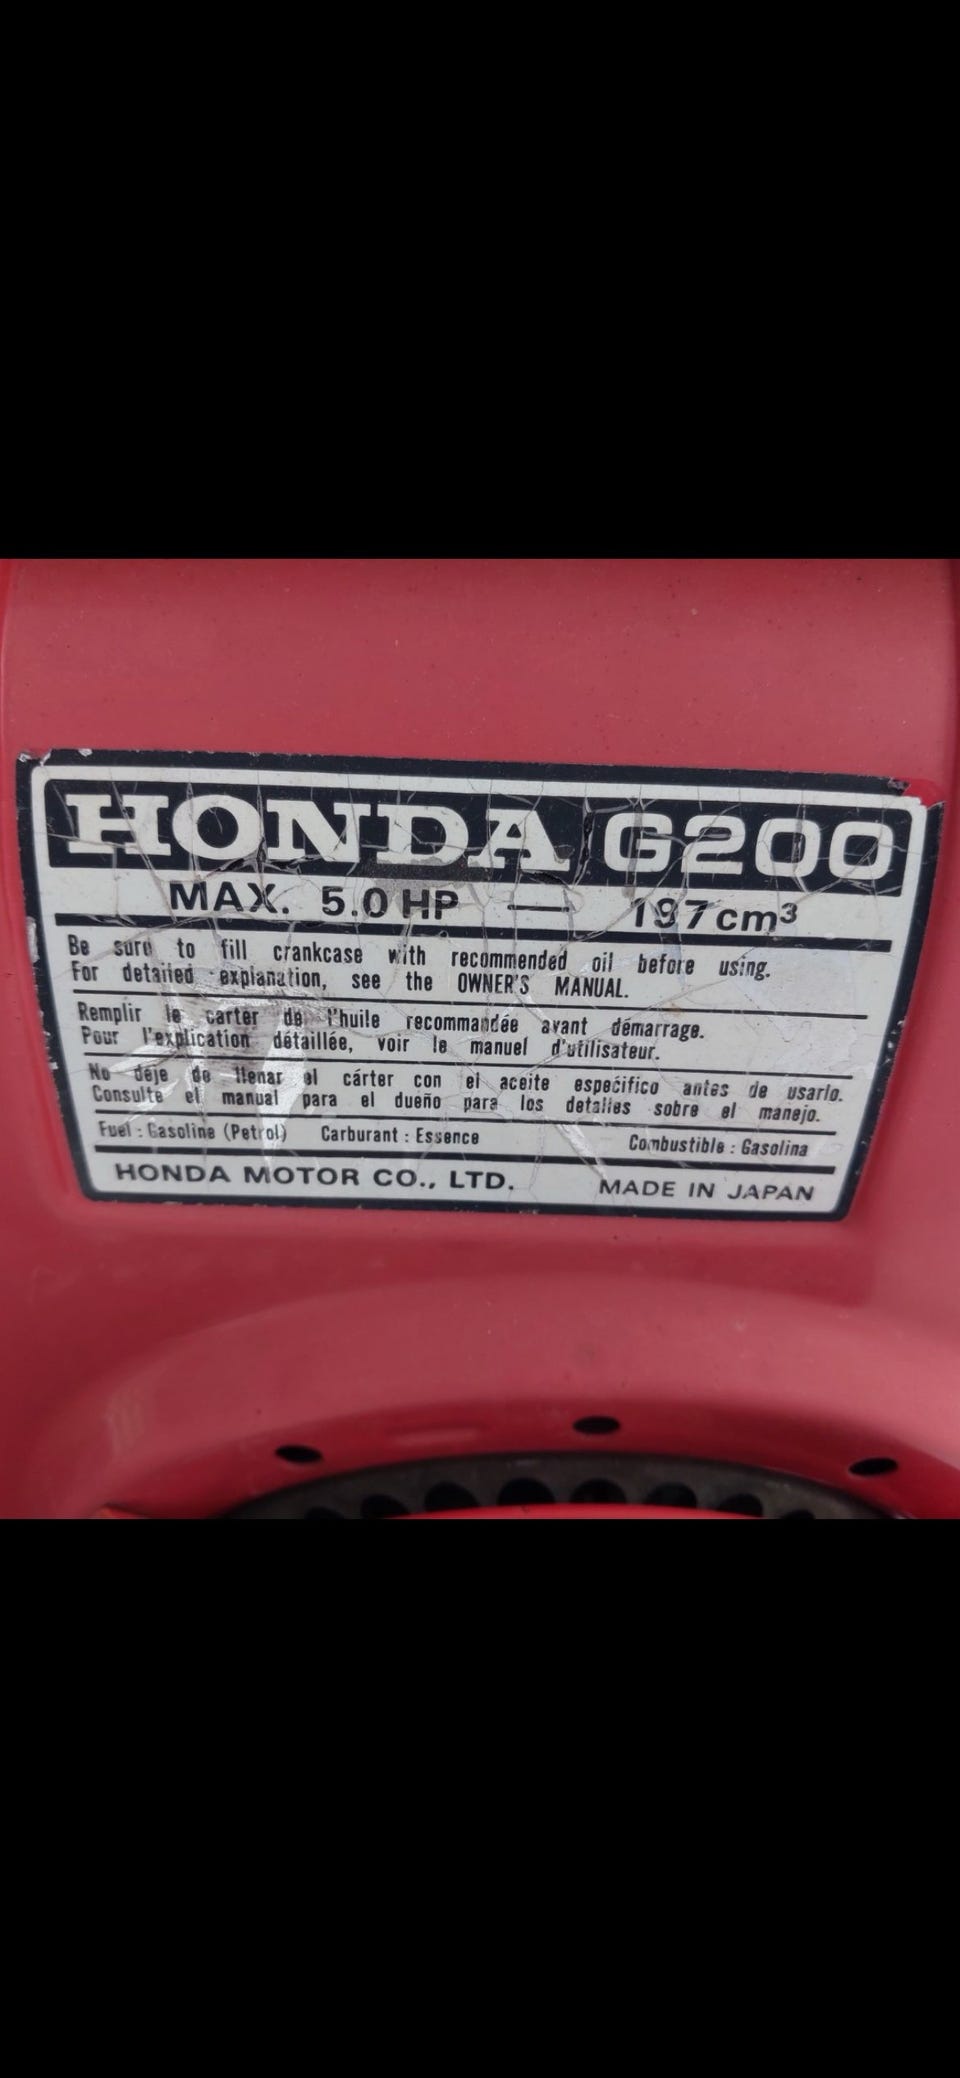 HONDA G200
MAX. 5.0 HP — 197 cm³
Be sure to fill crankcase with recommended oil before using.
For detailed explanation, see the OWNER'S MANUAL.
Remplir le carter de l'huile recommandée avant démarrage.
Pour l'explication détaillée, voir le manuel d'utilisateur.
No deje de llenar el cárter con el aceite especifico antes de usarlo.
Consulte el manual para el dueño para los detalles sobre el manejo.
Fuel : Gasoline (Petrol) Carburant : Essence Combustible : Gasolina
HONDA MOTOR CO., LTD. MADE IN JAPAN